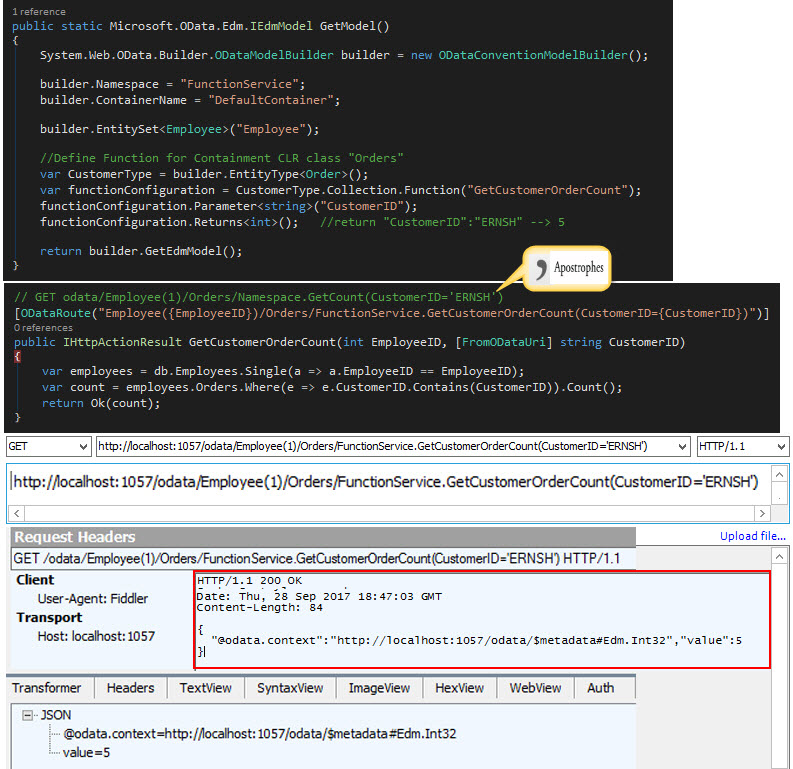 1 reference
public static Microsoft.OData.Edm.IEdmModel GetModel()
{
System.Web.OData.Builder.ODataModelBuilder builder = new ODataConventionModelBuilder();
builder.Namespace = "FunctionService";
builder.ContainerName = "DefaultContainer";
builder.EntitySet<Employee>("Employee");
//Define Function for Containment CLR class "Orders"
var CustomerType = builder.EntityType<Order>();
var functionConfiguration = CustomerType.Collection.Function("GetCustomerOrderCount");
functionConfiguration.Parameter<string>("CustomerID");
functionConfiguration.Returns<int>();   //return "CustomerID":"ERNSH" --> 5
return builder.GetEdmModel();
}
, Apostrophes
// GET odata/Employee(1)/Orders/Namespace.GetCount(CustomerID='ERNSH')
[ODataRoute("Employee({EmployeeID})/Orders/FunctionService.GetCustomerOrderCount(CustomerID={CustomerID})")]
0 references
public IHttpActionResult GetCustomerOrderCount(int EmployeeID, [FromODataUri] string CustomerID)
{
var employees = db.Employees.Single(a => a.EmployeeID == EmployeeID);
var count = employees.Orders.Where(e => e.CustomerID.Contains(CustomerID)).Count();
return Ok(count);
}
GET http://localhost:1057/odata/Employee(1)/Orders/FunctionService.GetCustomerOrderCount(CustomerID='ERNSH') HTTP/1.1
http://localhost:1057/odata/Employee(1)/Orders/FunctionService.GetCustomerOrderCount(CustomerID='ERNSH')
Request Headers Upload file...
GET /odata/Employee(1)/Orders/FunctionService.GetCustomerOrderCount(CustomerID='ERNSH') HTTP/1.1
Client
User-Agent: Fiddler
Transport
Host: localhost:1057
HTTP/1.1 200 OK
Date: Thu, 28 Sep 2017 18:47:03 GMT
Content-Length: 84
{
"@odata.context":"http://localhost:1057/odata/$metadata#Edm.Int32","value":5
}
Transformer Headers TextView SyntaxView ImageView HexView WebView Auth
JSON
@odata.context=http://localhost:1057/odata/$metadata#Edm.Int32
value=5